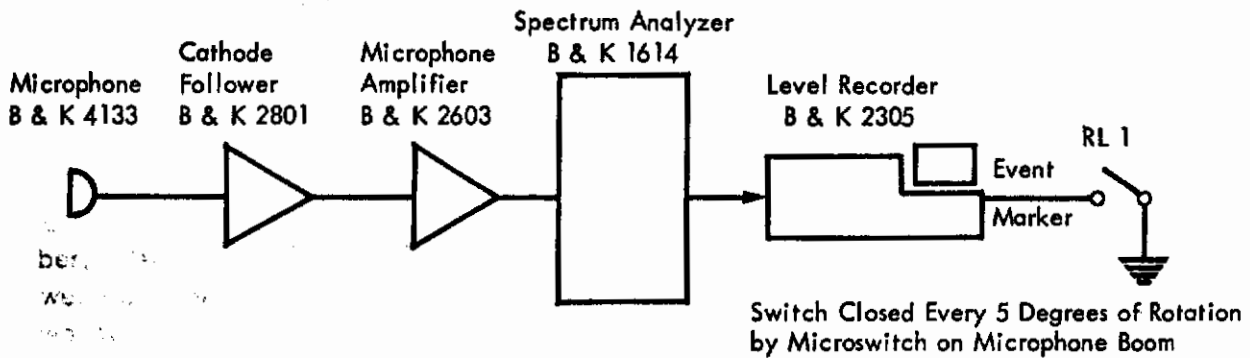 Spectrum Analyzer
B & K 1614
Cathode
Follower
B & K 2801
Microphone
Amplifier
B & K 2603
Microphone
B & K 4133
Level Recorder
B & K 2305
RL 1
Event
Marker
Switch Closed Every 5 Degrees of Rotation
by Microswitch on Microphone Boom